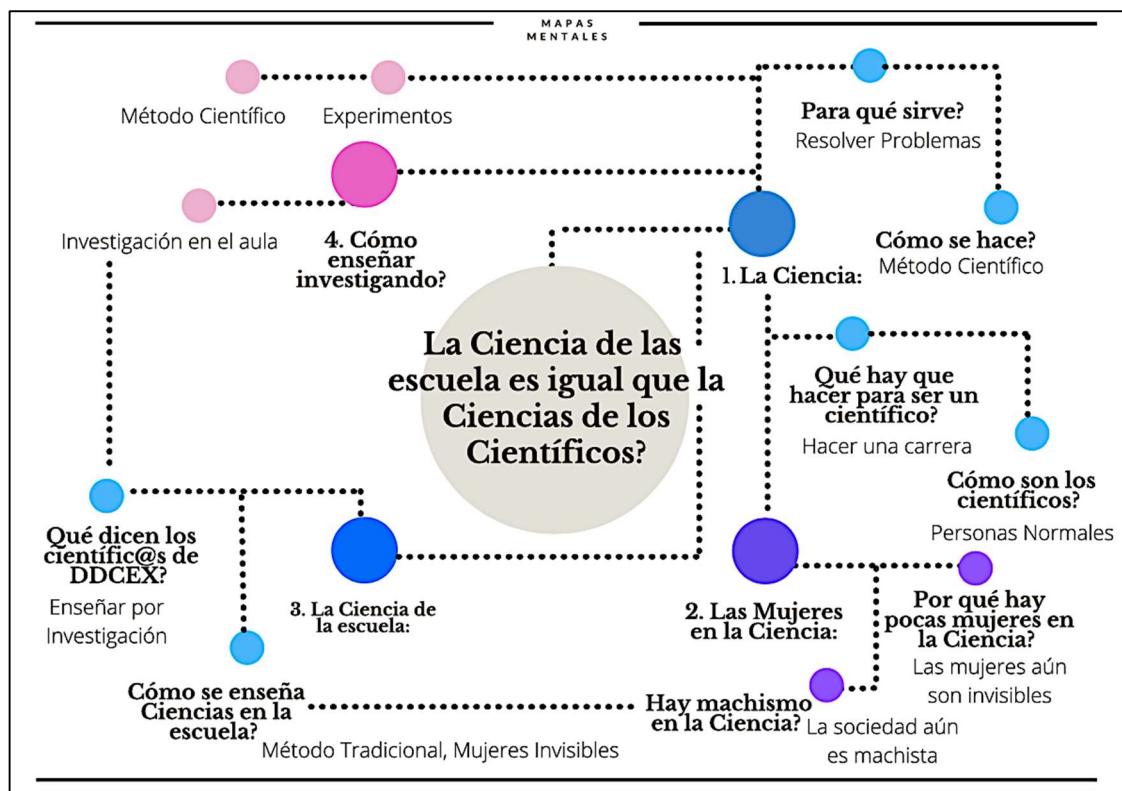 MAPAS
MENTALES
Método Científico
Experimentos
Para qué sirve?
Resolver Problemas
Investigación en el aula
4. Cómo
enseñar
investigando?
1. La Ciencia:
Cómo se hace?
Método Científico
La Ciencia de las
escuela es igual que la
Ciencias de los
Científicos?
Qué hay que
hacer para ser un
científico?
Hacer una carrera
Cómo son los
científicos?
Personas Normales
Qué dicen los
científic@s de
DDCEX?
Enseñar por
Investigación
3. La Ciencia de
la escuela:
2. Las Mujeres
en la Ciencia:
Por qué hay
pocas mujeres en
la Ciencia?
Las mujeres aún
son invisibles
Cómo se enseña
Ciencias en la
escuela?
Método Tradicional, Mujeres Invisibles
Hay machismo
en la Ciencia?
La sociedad aún
es machista